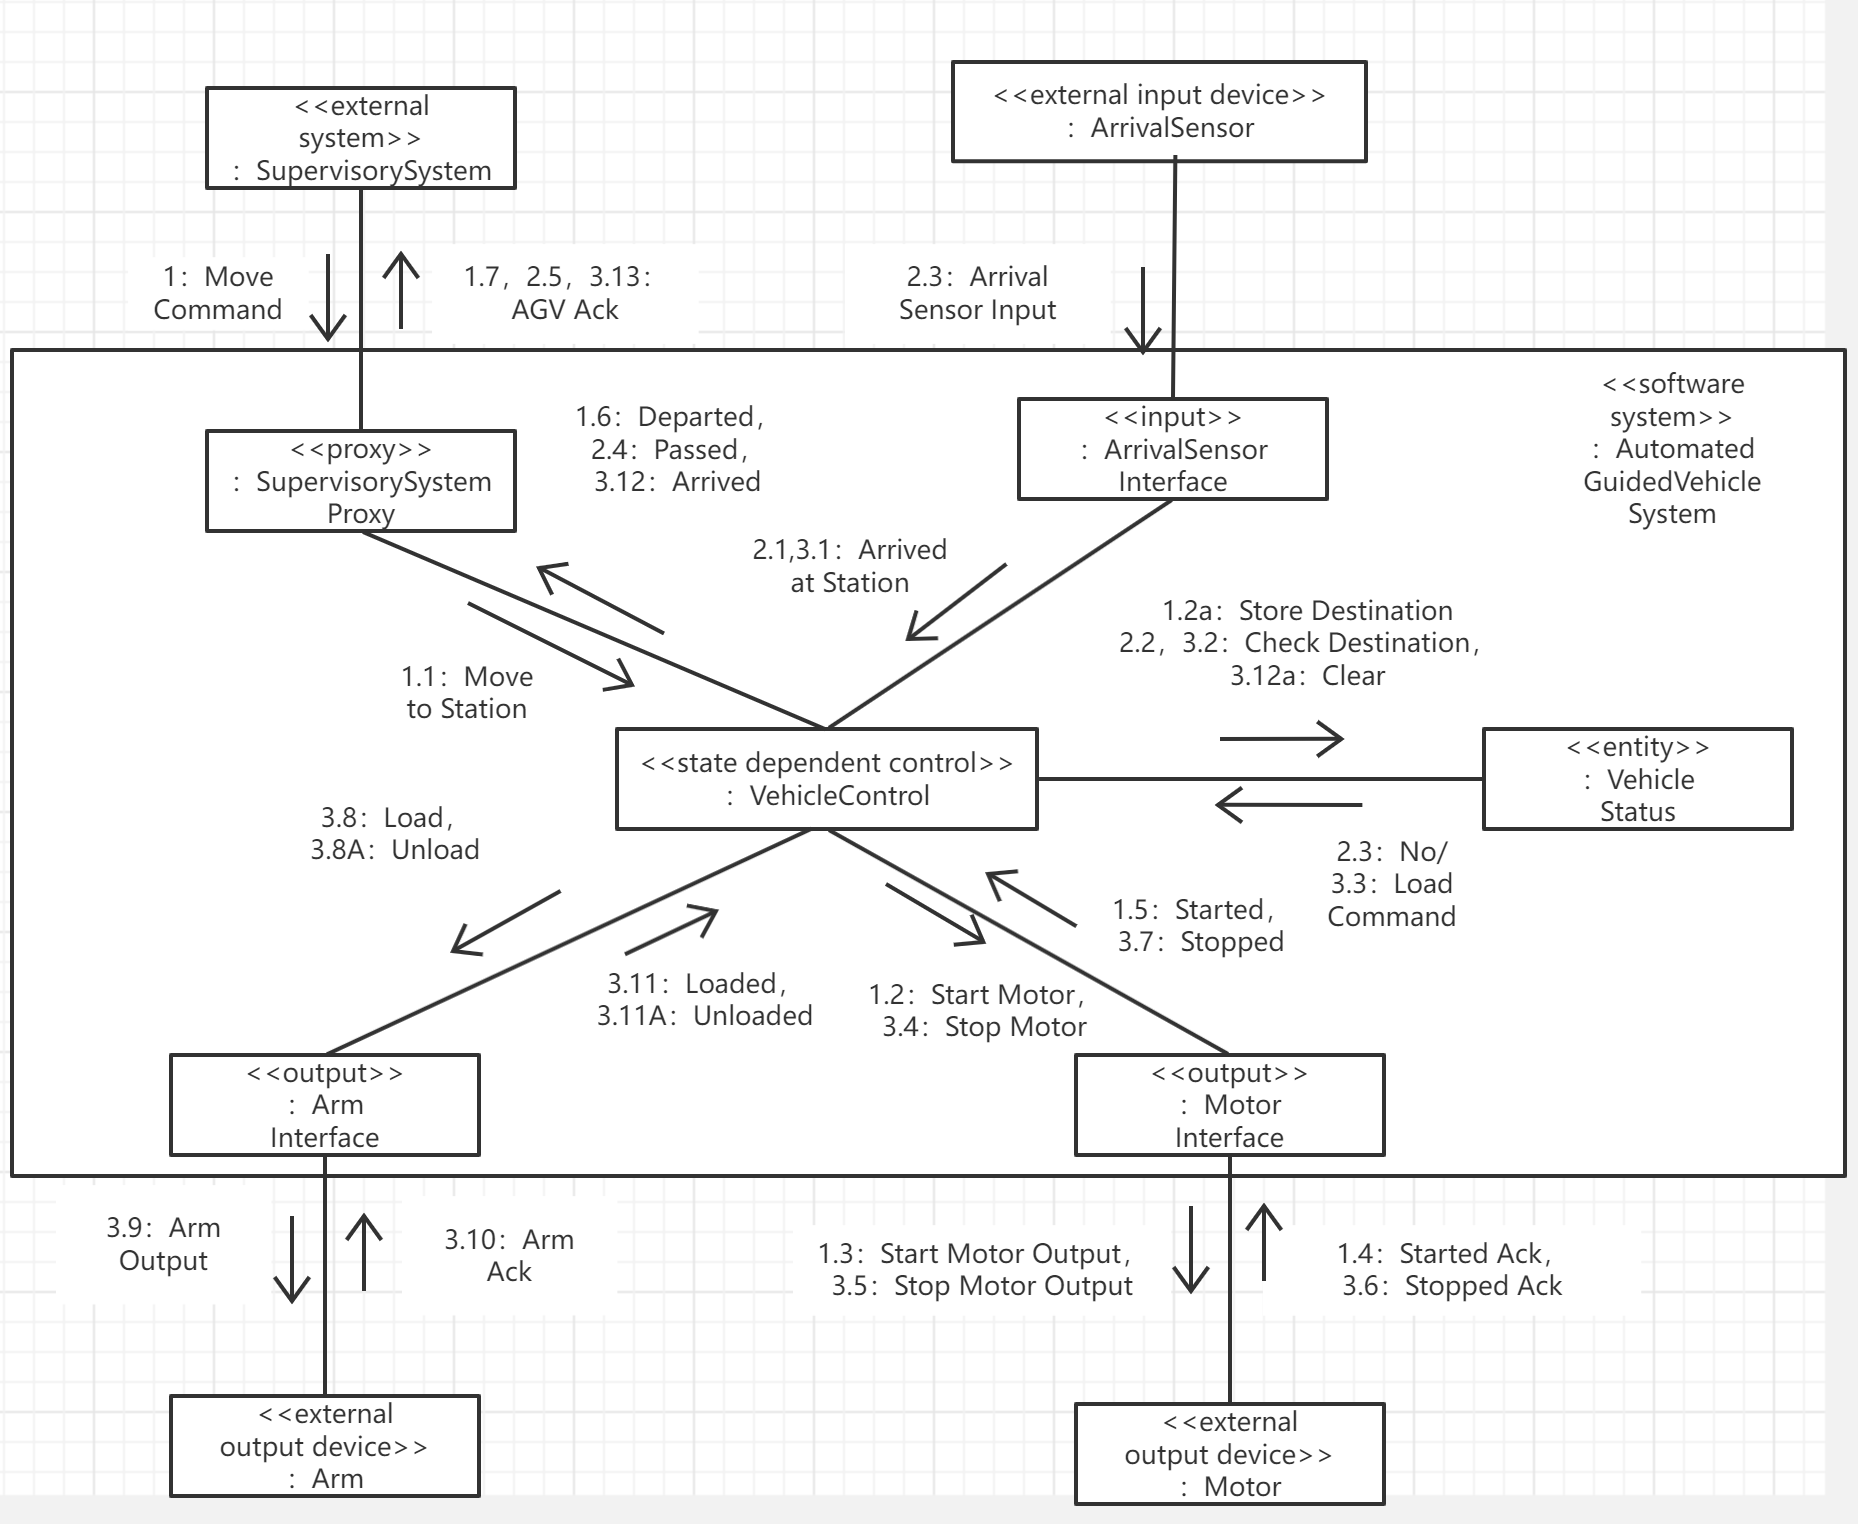 <<external
system>>
: SupervisorySystem
<<external input device>>
: ArrivalSensor
1: Move
Command
1.7, 2.5, 3.13:
AGV Ack
2.3: Arrival
Sensor Input
<<software
system>>
: Automated
GuidedVehicle
System
<<proxy>>
: SupervisorySystem
Proxy
1.6: Departed,
2.4: Passed,
3.12: Arrived
<<input>>
: ArrivalSensor
Interface
2.1,3.1: Arrived
at Station
1.1: Move
to Station
1.2a: Store Destination
2.2, 3.2: Check Destination,
3.12a: Clear
<<state dependent control>>
: VehicleControl
<<entity>>
: Vehicle
Status
3.8: Load,
3.8A: Unload
2.3: No/
3.3: Load
Command
1.5: Started,
3.7: Stopped
3.11: Loaded,
3.11A: Unloaded
1.2: Start Motor,
3.4: Stop Motor
<<output>>
: Arm
Interface
<<output>>
: Motor
Interface
3.9: Arm
Output
3.10: Arm
Ack
1.3: Start Motor Output,
3.5: Stop Motor Output
1.4: Started Ack,
3.6: Stopped Ack
<<external
output device>>
: Arm
<<external
output device>>
: Motor